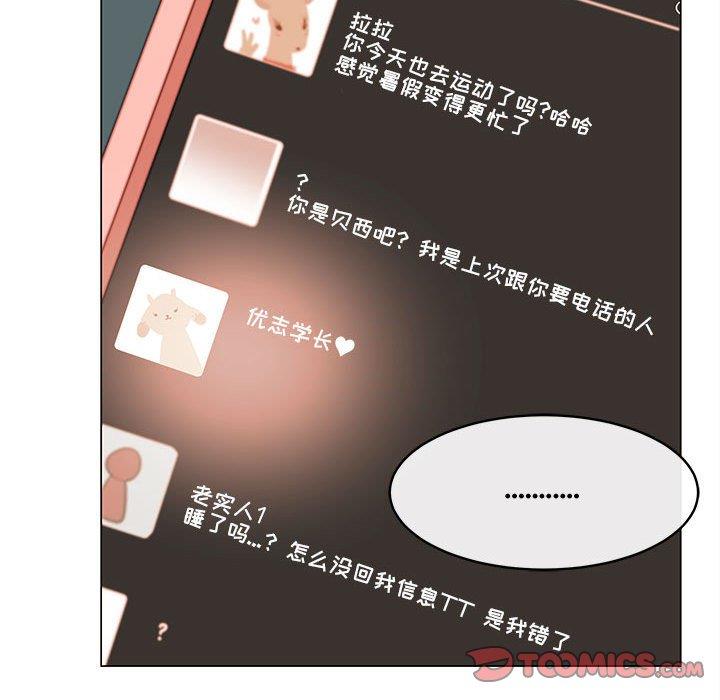 拉拉
你今天也去运动了吗?哈哈
感觉暑假变得更忙了
?
你是贝西吧? 我是上次跟你要电话的人
优志学长♥
............
老实人1
睡了吗...? 怎么没回我信息TT 是我错了
?
TOOMICS.COM